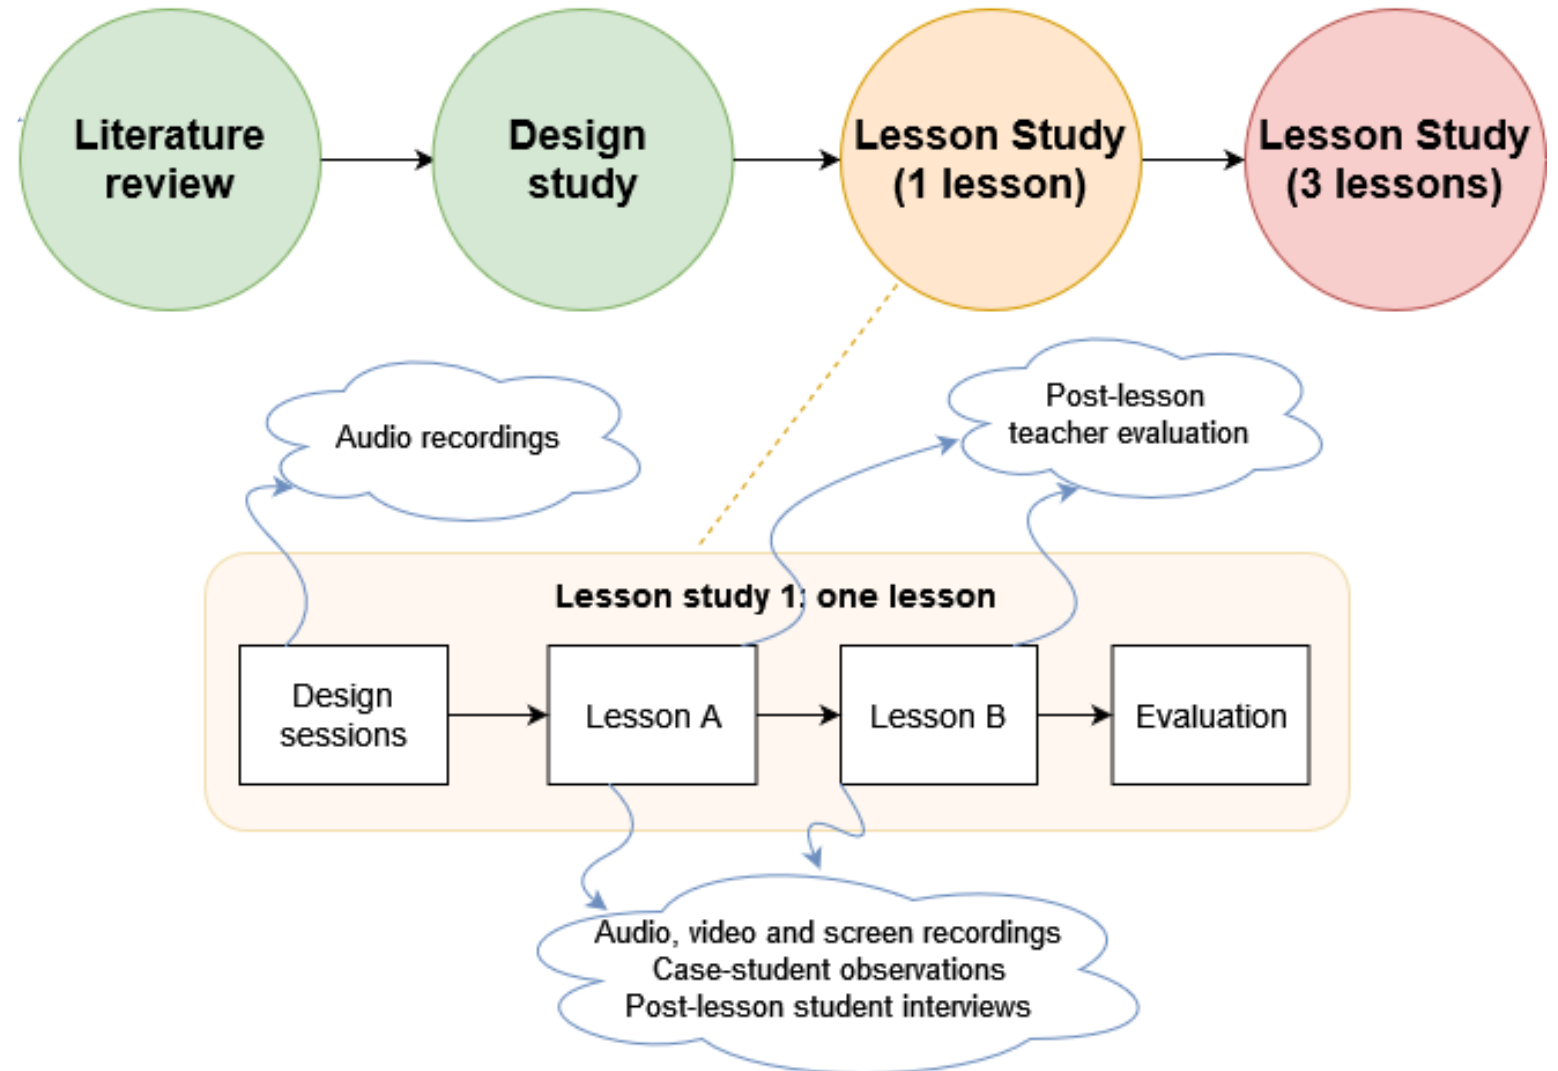 Literature
review
Design
study
Lesson Study
(1 lesson)
Lesson Study
(3 lessons)
Audio recordings
Post-lesson
teacher evaluation
Lesson study 1: one lesson
Design
sessions
Lesson A
Lesson B
Evaluation
Audio, video and screen recordings
Case-student observations
Post-lesson student interviews